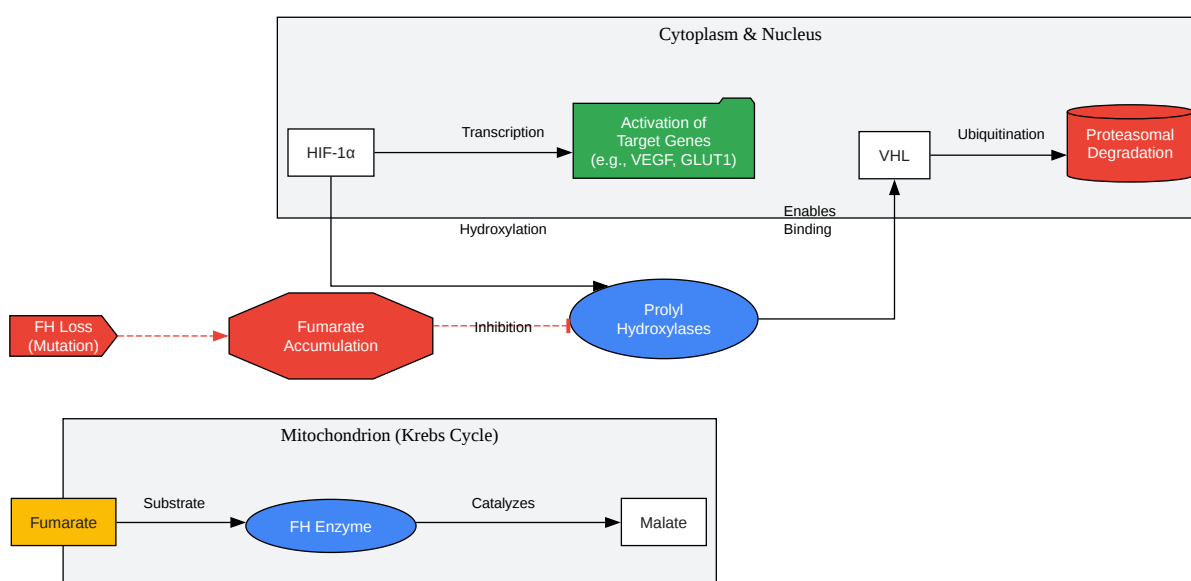 Cytoplasm & Nucleus
HIF-1α
Transcription
Activation of
Target Genes
(e.g., VEGF, GLUT1)
VHL
Ubiquitination
Proteasomal
Degradation
Hydroxylation
Enables
Binding
FH Loss
(Mutation)
Fumarate
Accumulation
Inhibition
Prolyl
Hydroxylases
Mitochondrion (Krebs Cycle)
Fumarate
Substrate
FH Enzyme
Catalyzes
Malate